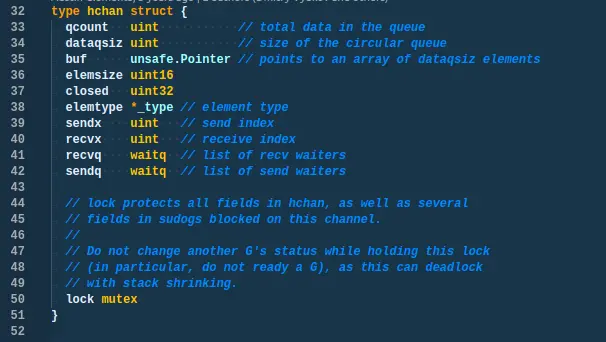 32 type hchan struct {
33 qcount uint // total data in the queue
34 dataqsiz uint // size of the circular queue
35 buf unsafe.Pointer // points to an array of dataqsiz elements
36 elemsize uint16
37 closed uint32
38 elemtype *_type // element type
39 sendx uint // send index
40 recvx uint // receive index
41 recvq waitq // list of recv waiters
42 sendq waitq // list of send waiters
43
44 // lock protects all fields in hchan, as well as several
45 // fields in sudogs blocked on this channel.
46 //
47 // Do not change another G's status while holding this lock
48 // (in particular, do not ready a G), as this can deadlock
49 // with stack shrinking.
50 lock mutex
51 }
52